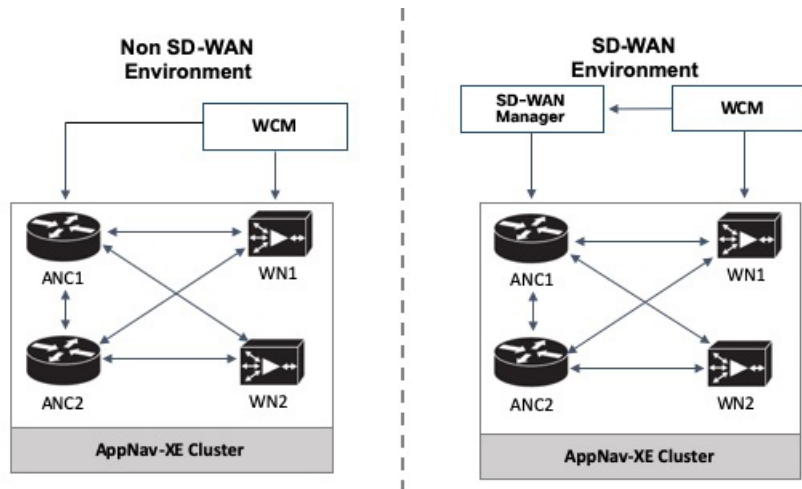 Non SD-WAN
Environment
WCM
ANC1
WN1
ANC2
WN2
AppNav-XE Cluster
SD-WAN
Environment
SD-WAN
Manager
WCM
ANC1
WN1
ANC2
WN2
AppNav-XE Cluster